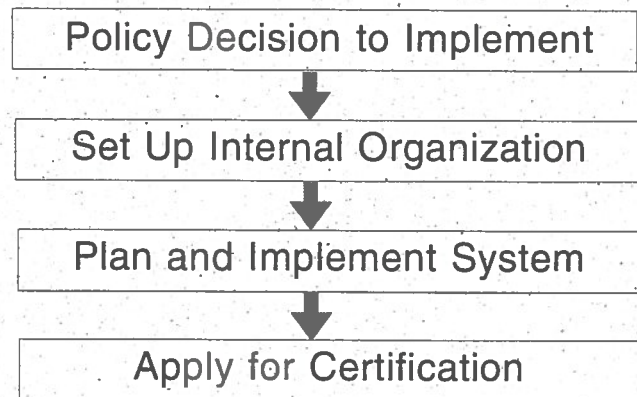 Policy Decision to Implement
Set Up Internal Organization
Plan and Implement System
Apply for Certification